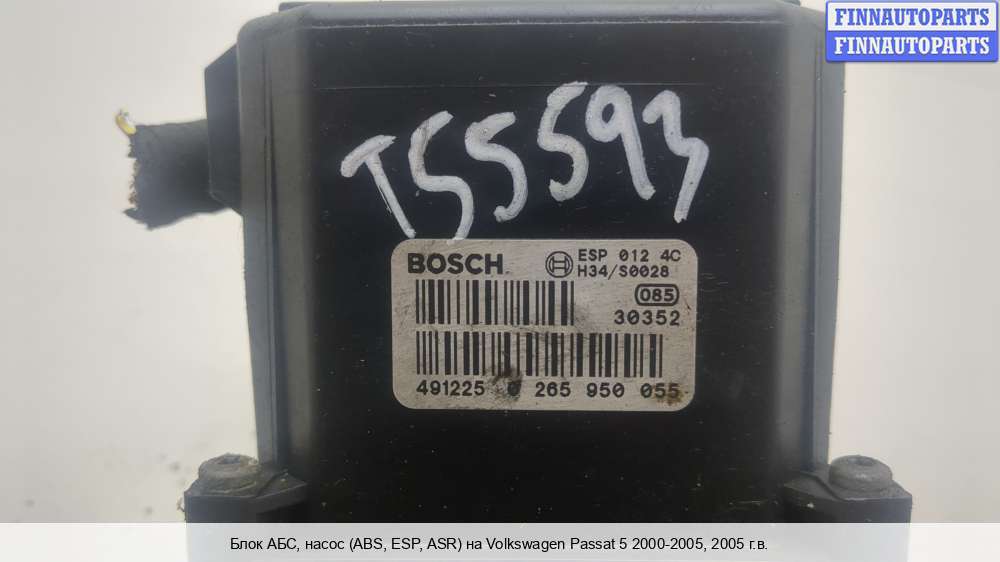 FINNAUTOPARTS
FINNAUTOPARTS
T55593
BOSCH
ESP 012 4C
H34/S0028
085
30352
491225 0 265 950 055
Блок АБС, насос (ABS, ESP, ASR) на Volkswagen Passat 5 2000-2005, 2005 г.в.